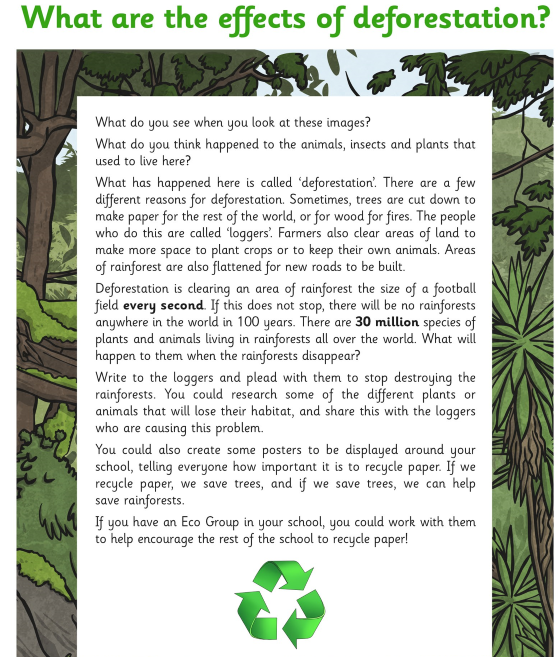 What are the effects of deforestation?
What do you see when you look at these images?
What do you think happened to the animals, insects and plants that
used to live here?
What has happened here is called ‘deforestation’. There are a few
different reasons for deforestation. Sometimes, trees are cut down to
make paper for the rest of the world, or for wood for fires. The people
who do this are called ‘loggers’. Farmers also clear areas of land to
make more space to plant crops or to keep their own animals. Areas
of rainforest are also flattened for new roads to be built.
Deforestation is clearing an area of rainforest the size of a football
field every second. If this does not stop, there will be no rainforests
anywhere in the world in 100 years. There are 30 million species of
plants and animals living in rainforests all over the world. What will
happen to them when the rainforests disappear?
Write to the loggers and plead with them to stop destroying the
rainforests. You could research some of the different plants or
animals that will lose their habitat, and share this with the loggers
who are causing this problem.
You could also create some posters to be displayed around your
school, telling everyone how important it is to recycle paper. If we
recycle paper, we save trees, and if we save trees, we can help
save rainforests.
If you have an Eco Group in your school, you could work with them
to help encourage the rest of the school to recycle paper!